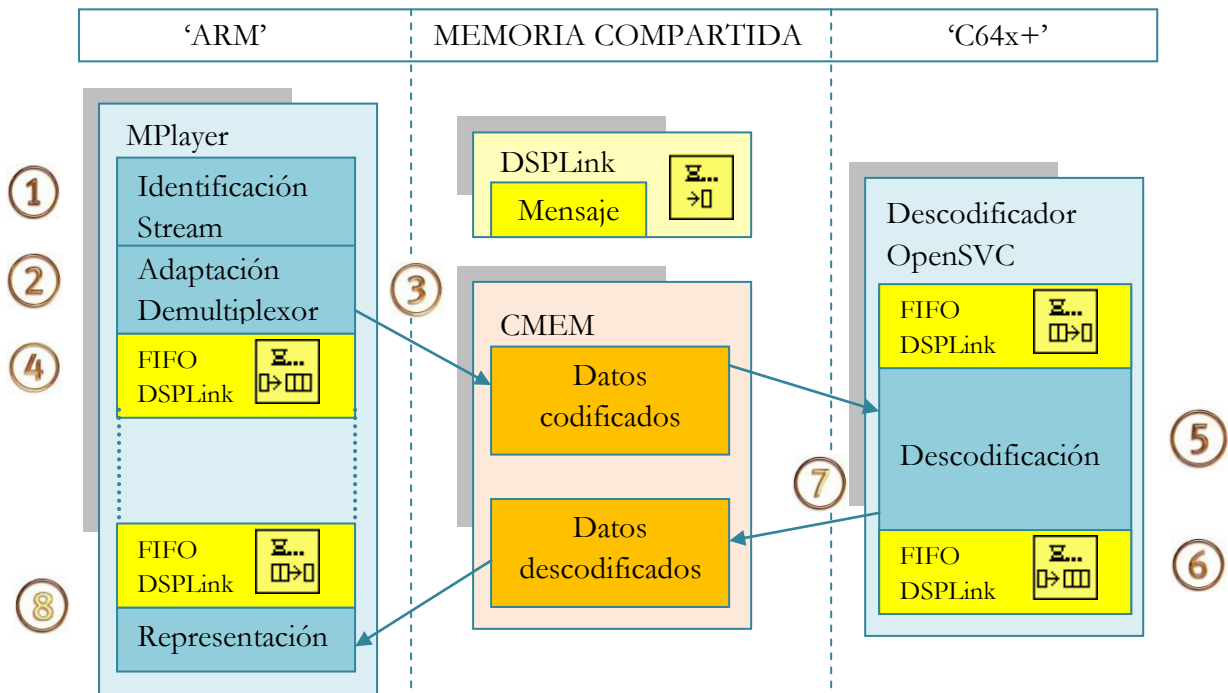 ‘ARM’
MEMORIA COMPARTIDA
‘C64x+’
MPlayer
1
Identificación
Stream
2
Adaptación
Demultiplexor
3
4
FIFO
DSPLink
FIFO
DSPLink
8
Representación
DSPLink
Mensaje
CMEM
Datos
codificados
Datos
descodificados
7
Descodificador
OpenSVC
FIFO
DSPLink
Descodificación
5
FIFO
DSPLink
6